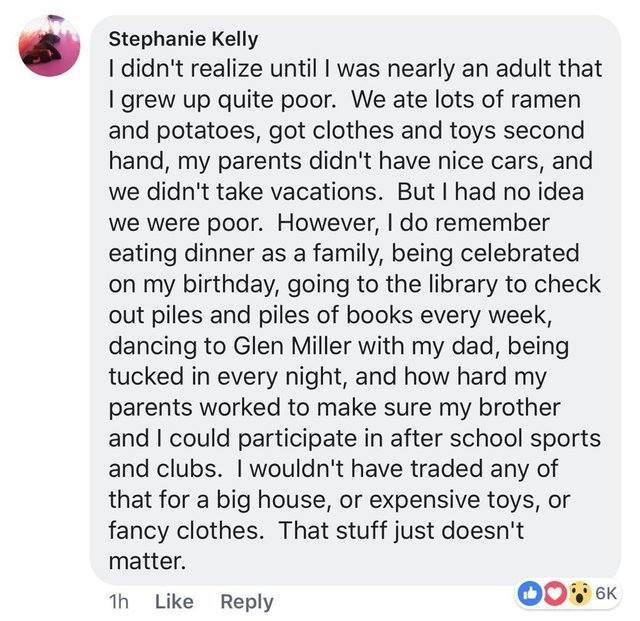 Stephanie Kelly
I didn't realize until I was nearly an adult that
I grew up quite poor.  We ate lots of ramen
and potatoes, got clothes and toys second
hand, my parents didn't have nice cars, and
we didn't take vacations.  But I had no idea
we were poor.  However, I do remember
eating dinner as a family, being celebrated
on my birthday, going to the library to check
out piles and piles of books every week,
dancing to Glen Miller with my dad, being
tucked in every night, and how hard my
parents worked to make sure my brother
and I could participate in after school sports
and clubs.  I wouldn't have traded any of
that for a big house, or expensive toys, or
fancy clothes.  That stuff just doesn't
matter.
1h Like Reply 6K